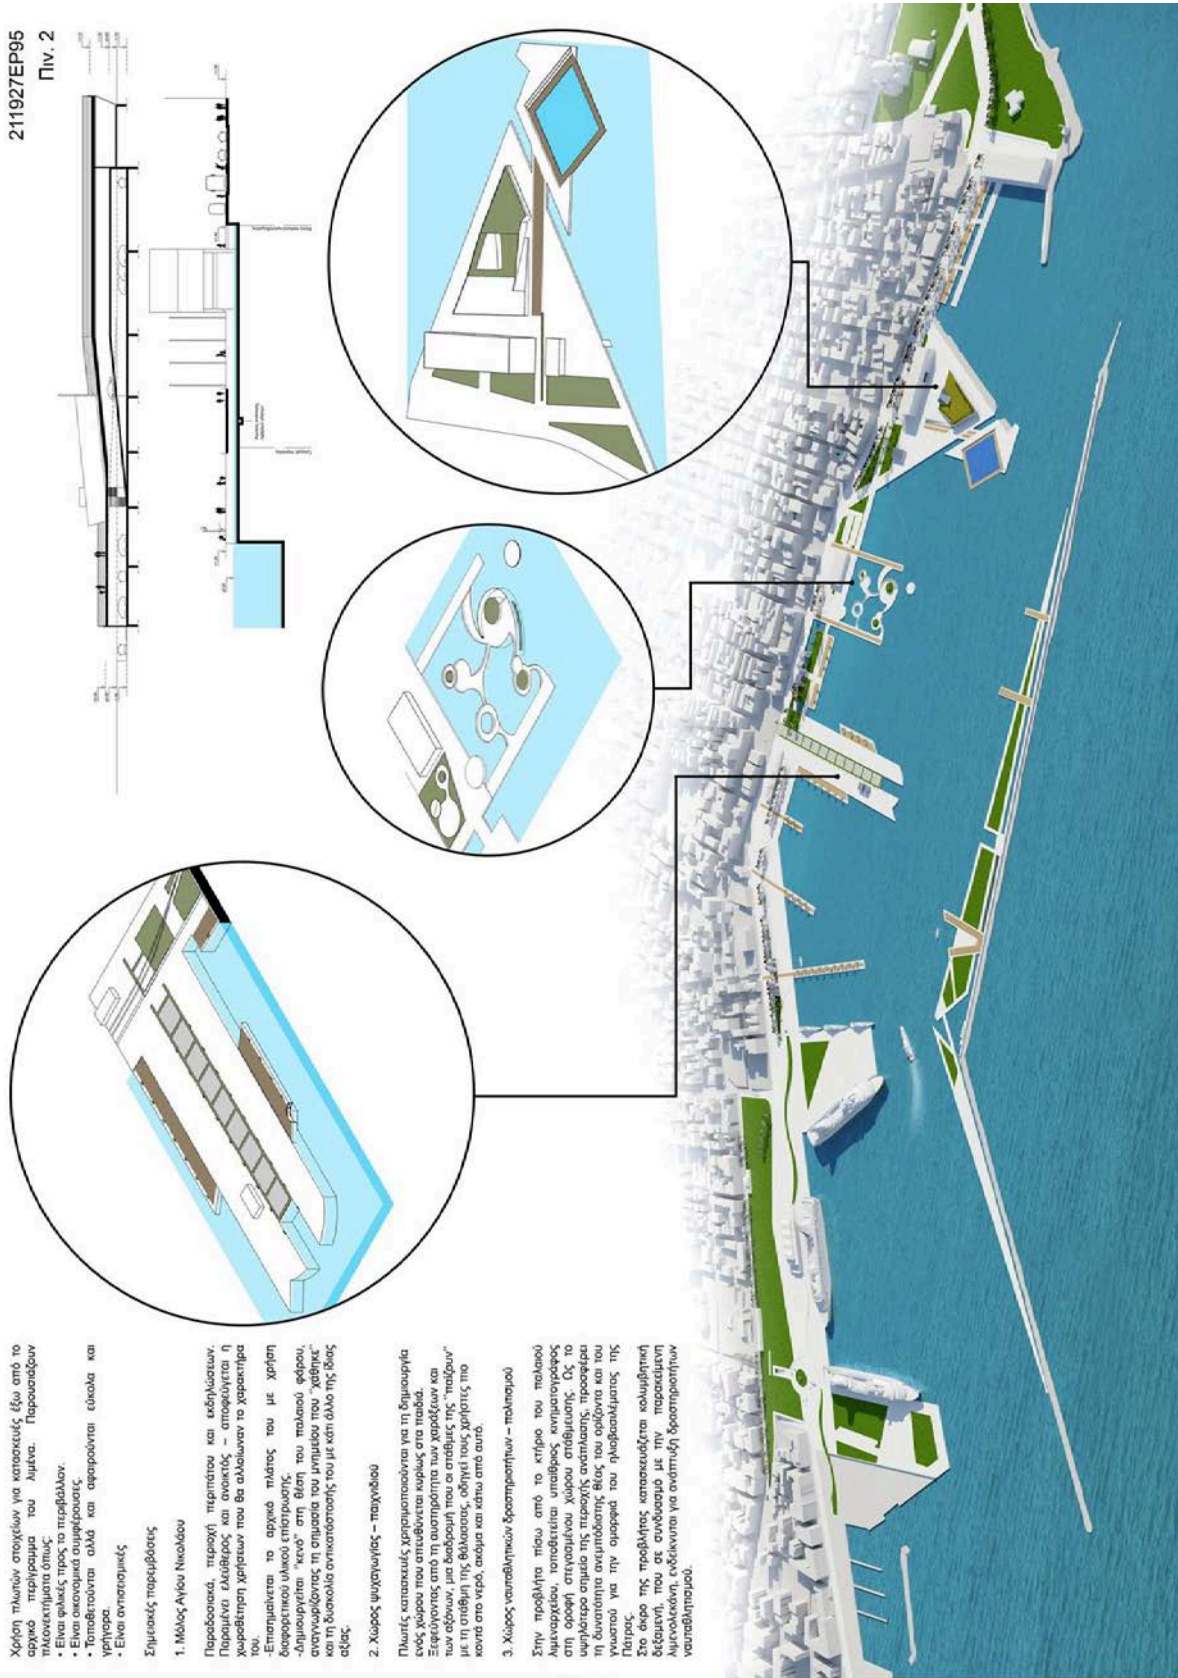 211927EP95
Πιν. 2
Χρήση πλωτών στοιχείων για κατασκευές έξω από το
αρχικό περίγραμμα του λιμένα. Παρουσιάζουν
πλεονεκτήματα όπως:
• Είναι φιλικές προς το περιβάλλον.
• Είναι οικονομικά συμφέρουσες.
• Τοποθετούνται αλλά και αφαιρούνται εύκολα και
γρήγορα.
• Είναι αντισεισμικές
Σημειακές παρεμβάσεις
1. Μόλος Αγίου Νικολάου
Παραδοσιακά, περιοχή περιπάτου και εκδηλώσεων.
Παραμένει ελεύθερος και ανοικτός – αποφεύγεται η
χωροθέτηση χρήσεων που θα αλλοίωναν το χαρακτήρα
του.
-Επισημαίνεται το αρχικό πλάτος του με χρήση
διαφορετικού υλικού επίστρωσης.
-Δημιουργείται "κενό" στη θέση του παλαιού φάρου,
αναγνωρίζοντας τη σημασία του μνημείου που "χάθηκε"
και τη δυσκολία αντικατάστασής του με κάτι άλλο της ίδιας
αξίας.
2. Χώρος ψυχαγωγίας – παιχνιδιού
Πλωτές κατασκευές χρησιμοποιούνται για τη δημιουργία
ενός χώρου που απευθύνεται κυρίως στα παιδιά.
Ξεφεύγοντας από τη αυστηρότητα των χαράξεων και
των αξόνων, μια διαδρομή που οι στάθμες της "παίζουν"
με τη στάθμη της θάλασσας, οδηγεί τους χρήστες πιο
κοντά στο νερό, ακόμα και κάτω από αυτό.
3. Χώρος ναυταθλητικών δραστηριοτήτων – πολιτισμού
Στην προβλήτα πίσω από το κτήριο του παλαιού
λιμεναρχείου, τοποθετείται υπαίθριος κινηματογράφος
στη οροφή στεγασμένου χώρου στάθμευσης. Ως το
υψηλότερο σημείο της περιοχής ανάπλασης, προσφέρει
τη δυνατότητα ανεμπόδιστης θέας του ορίζοντα και του
γνωστού για την ομορφιά του ηλιοβασιλέματος της
Πάτρας.
Στο άκρο της προβλήτας κατασκευάζεται κολυμβητική
δεξαμενή, που σε συνδυασμό με την παρακείμενη
λιμενολεκάνη, ενδείκνυται για ανάπτυξη δραστηριοτήτων
ναυταθλητισμού.